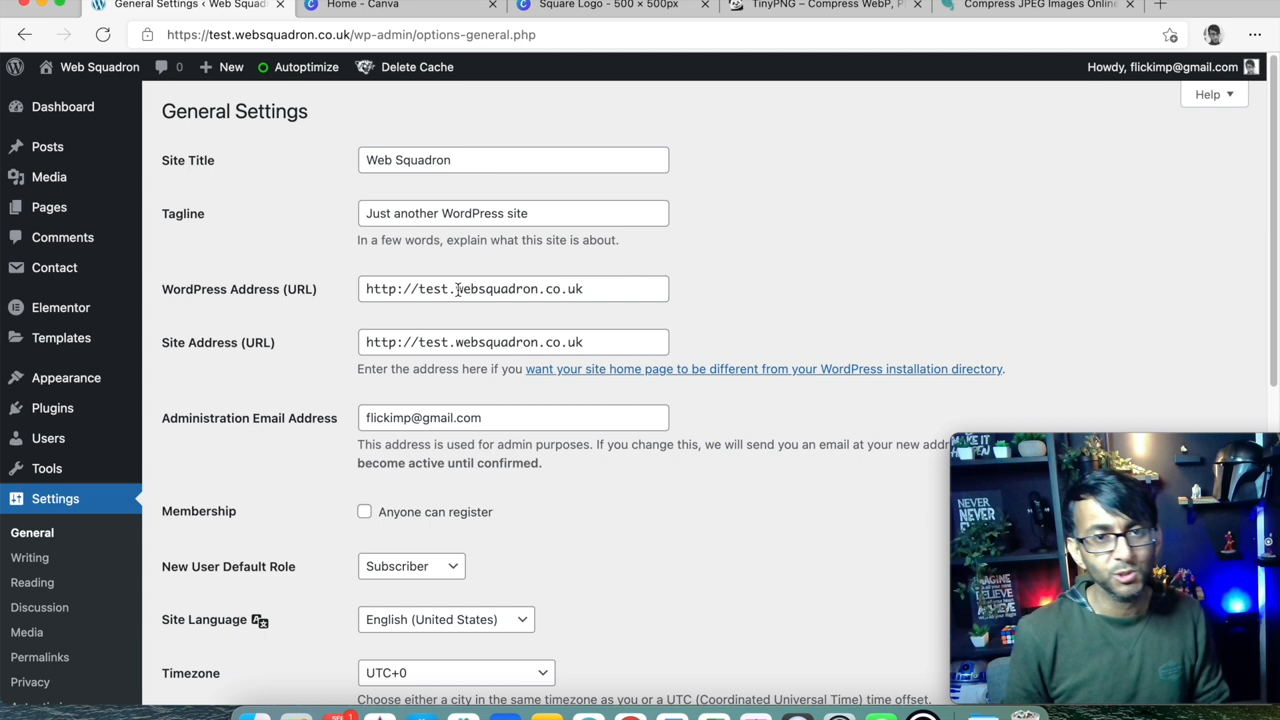 General Settings ‹ Web Squad
Home - Canva
Square Logo - 500 × 500px
TinyPNG – Compress WebP, P
Compress JPEG Images Online
https://test.websquadron.co.uk/wp-admin/options-general.php
Web Squadron
0
New
Autoptimize
Delete Cache
Howdy, flickimp@gmail.com
Dashboard
Posts
Media
Pages
Comments
Contact
Elementor
Templates
Appearance
Plugins
Users
Tools
Settings
General
Writing
Reading
Discussion
Media
Permalinks
Privacy
Help
General Settings
Site Title
Web Squadron
Tagline
Just another WordPress site
In a few words, explain what this site is about.
WordPress Address (URL)
http://test.websquadron.co.uk
Site Address (URL)
http://test.websquadron.co.uk
Enter the address here if you want your site home page to be different from your WordPress installation directory.
Administration Email Address
flickimp@gmail.com
This address is used for admin purposes. If you change this, we will send you an email at your new addr
become active until confirmed.
Membership
Anyone can register
New User Default Role
Subscriber
Site Language
English (United States)
Timezone
UTC+0
Choose either a city in the same timezone as you or a UTC (Coordinated Universal Time) time offset.
MAKE IT
HAPPEN
NEVER
NEVER
IMAGINE
BELIEVE
ACHIEVE